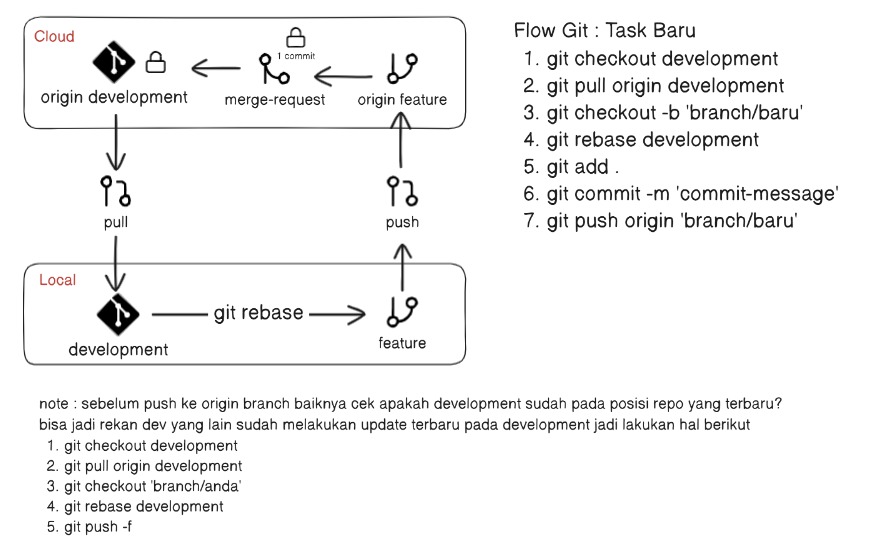 Cloud
origin development
1 commit
merge-request
origin feature
pull
push
Local
development
git rebase
feature
Flow Git : Task Baru
1. git checkout development
2. git pull origin development
3. git checkout -b 'branch/baru'
4. git rebase development
5. git add .
6. git commit -m 'commit-message'
7. git push origin 'branch/baru'
note : sebelum push ke origin branch baiknya cek apakah development sudah pada posisi repo yang terbaru?
bisa jadi rekan dev yang lain sudah melakukan update terbaru pada development jadi lakukan hal berikut
1. git checkout development
2. git pull origin development
3. git checkout 'branch/anda'
4. git rebase development
5. git push -f